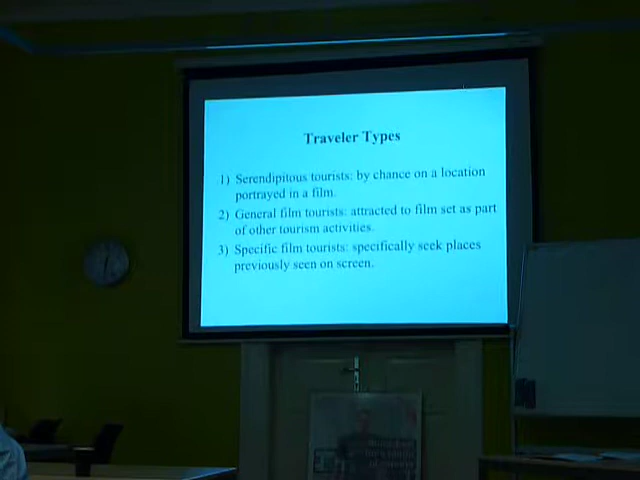 Traveler Types
1) Serendipitous tourists: by chance on a location
portrayed in a film.
2) General film tourists: attracted to film set as part
of other tourism activities.
3) Specific film tourists: specifically seek places
previously seen on screen.